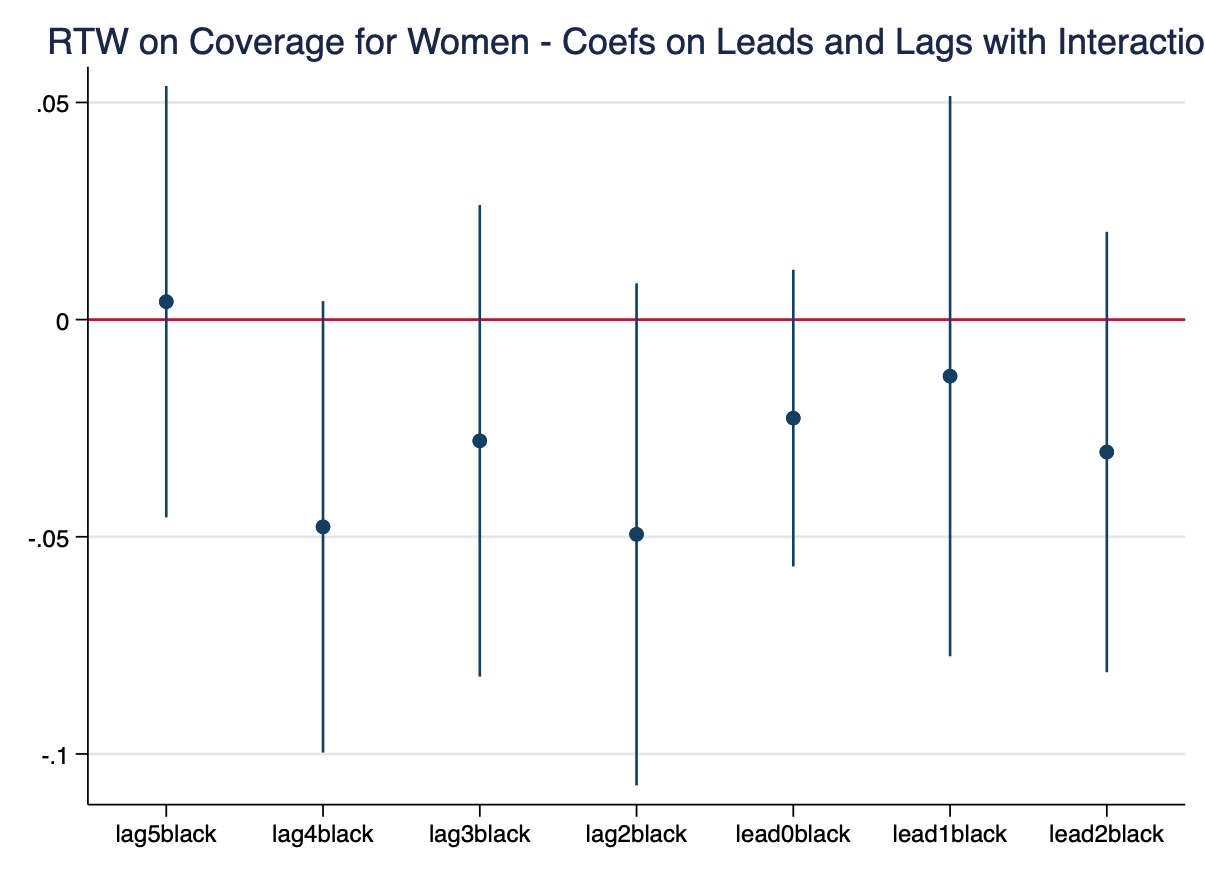 RTW on Coverage for Women - Coefs on Leads and Lags with Interactio
.05
0
-.05
-.1
lag5black lag4black lag3black lag2black lead0black lead1black lead2black